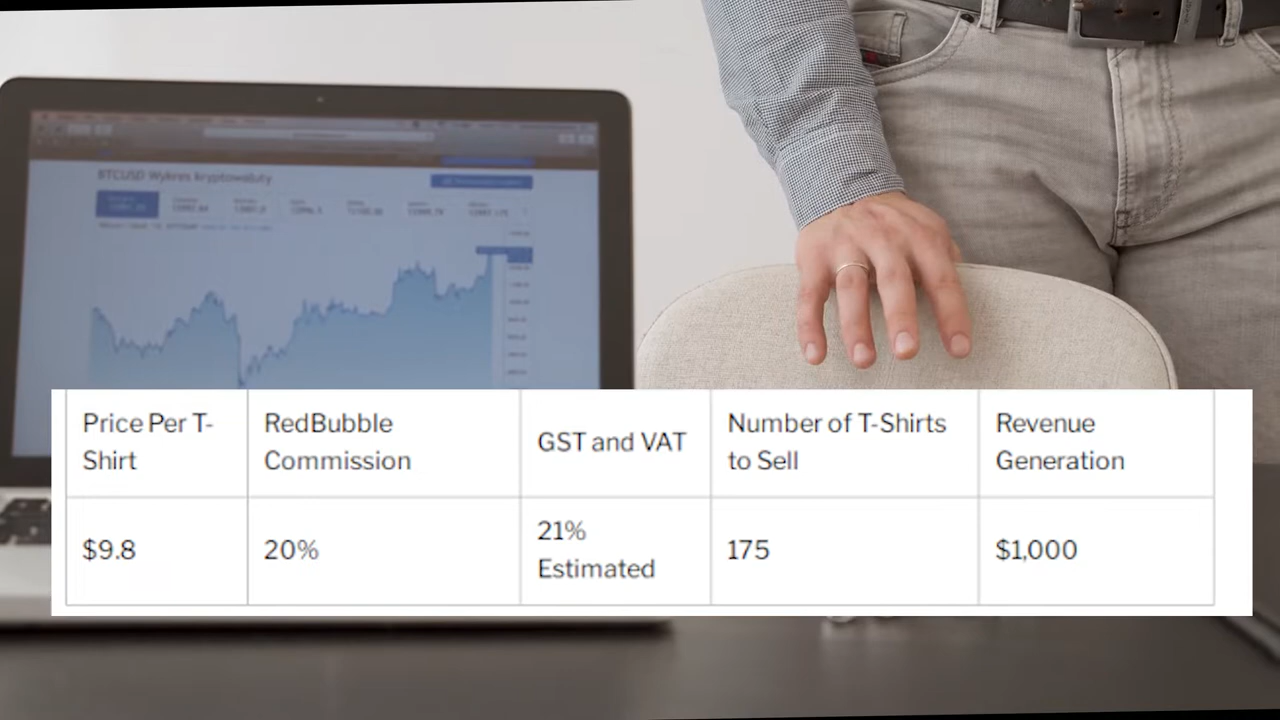 BTCUSD Wykres kryptowaluty
Price Per T-
Shirt
RedBubble
Commission
GST and VAT
Number of T-Shirts
to Sell
Revenue
Generation
$9.8
20%
21%
Estimated
175
$1,000